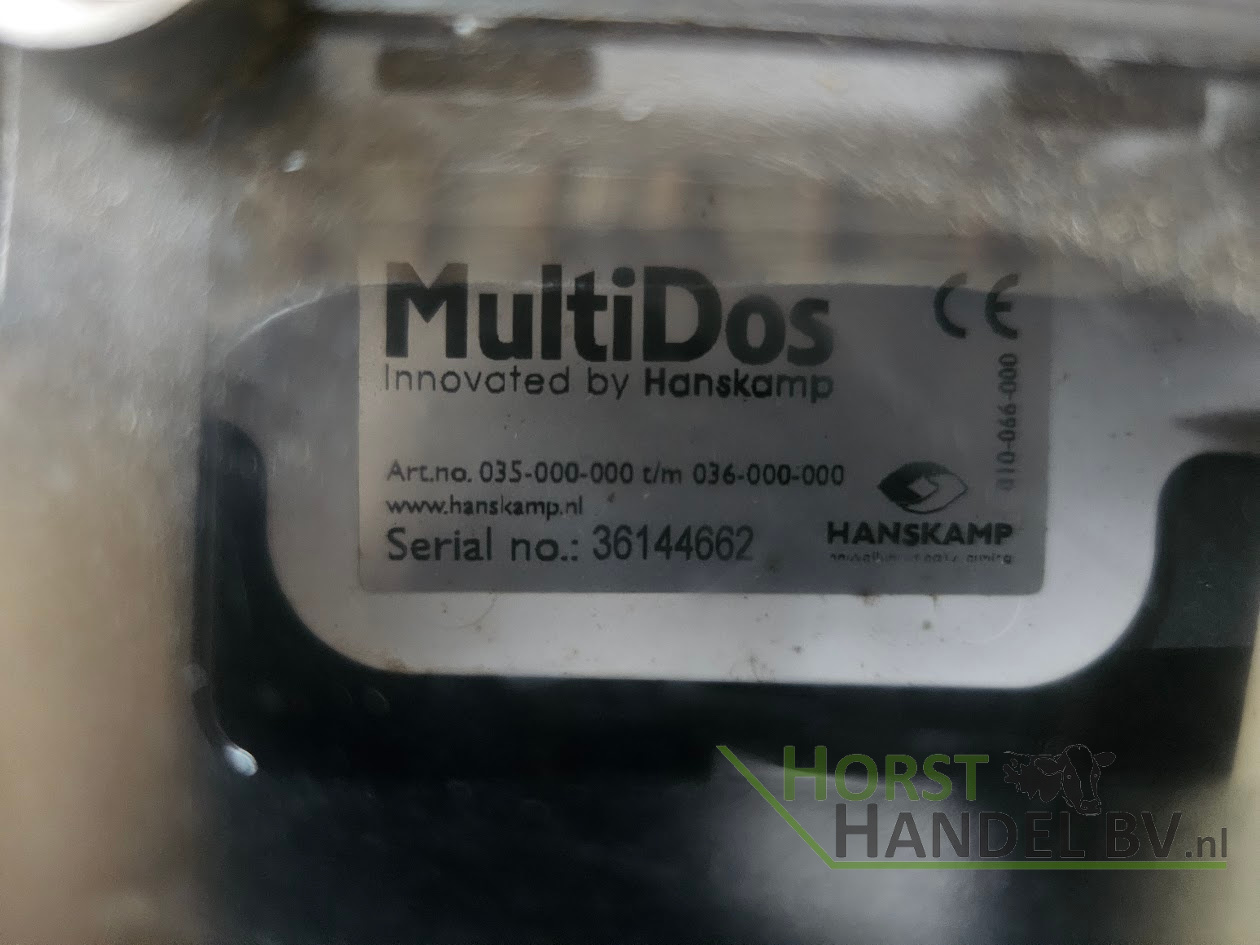 MultiDos
Innovated by Hanskamp
CE
010-066-000
Art.no. 035-000-000 t/m 036-000-000
www.hanskamp.nl
Serial no.: 36144662
HANSKAMP
HORST
HANDEL BV.nl